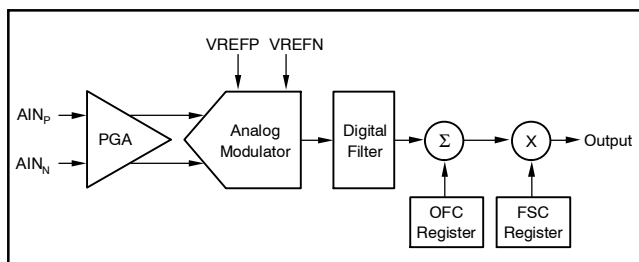 VREFP VREFN
AINP
AINN
PGA
Analog
Modulator
Digital
Filter
Σ
X
Output
OFC
Register
FSC
Register